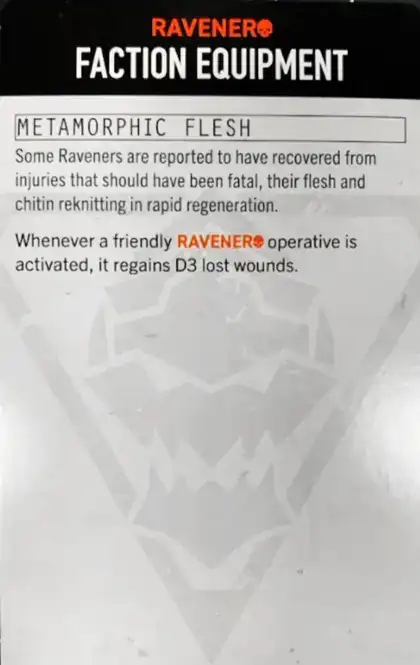 RAVENER
FACTION EQUIPMENT
METAMORPHIC FLESH
Some Raveners are reported to have recovered from
injuries that should have been fatal, their flesh and
chitin reknitting in rapid regeneration.
Whenever a friendly RAVENER operative is
activated, it regains D3 lost wounds.